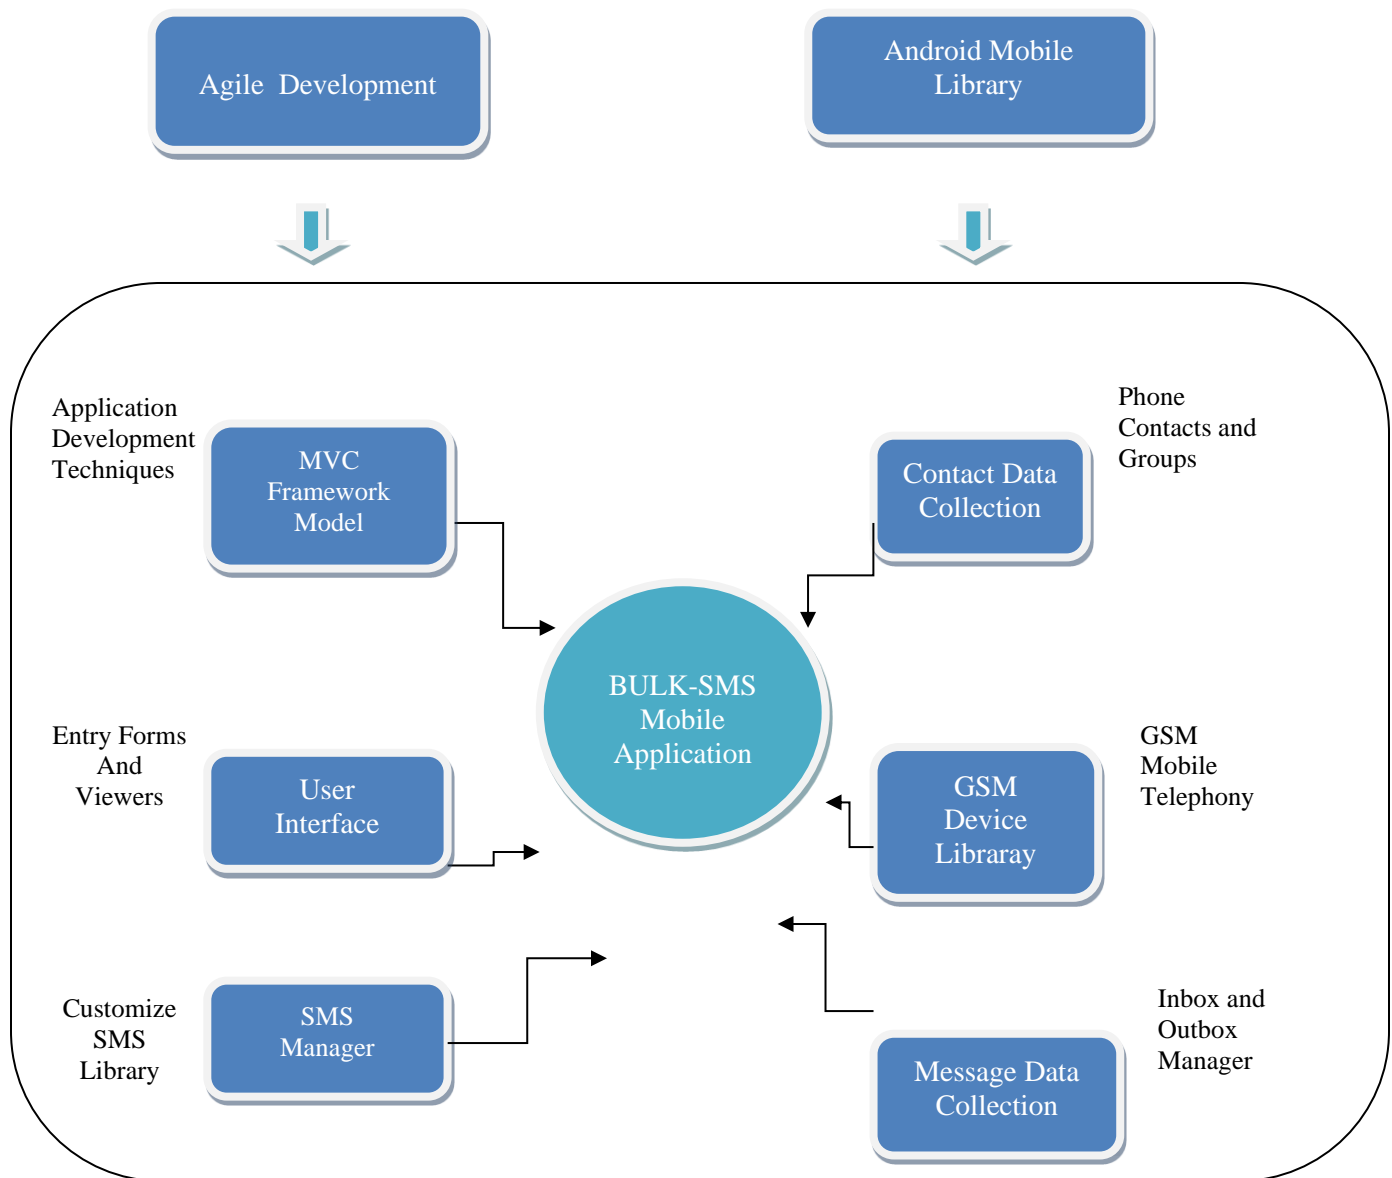 Agile  Development
Android Mobile
Library
Application
Development
Techniques
MVC
Framework
Model
Contact Data
Collection
Phone
Contacts and
Groups
BULK-SMS
Mobile
Application
Entry Forms
And
Viewers
User
Interface
GSM
Device
Libraray
GSM
Mobile
Telephony
Customize
SMS
Library
SMS
Manager
Message Data
Collection
Inbox and
Outbox
Manager